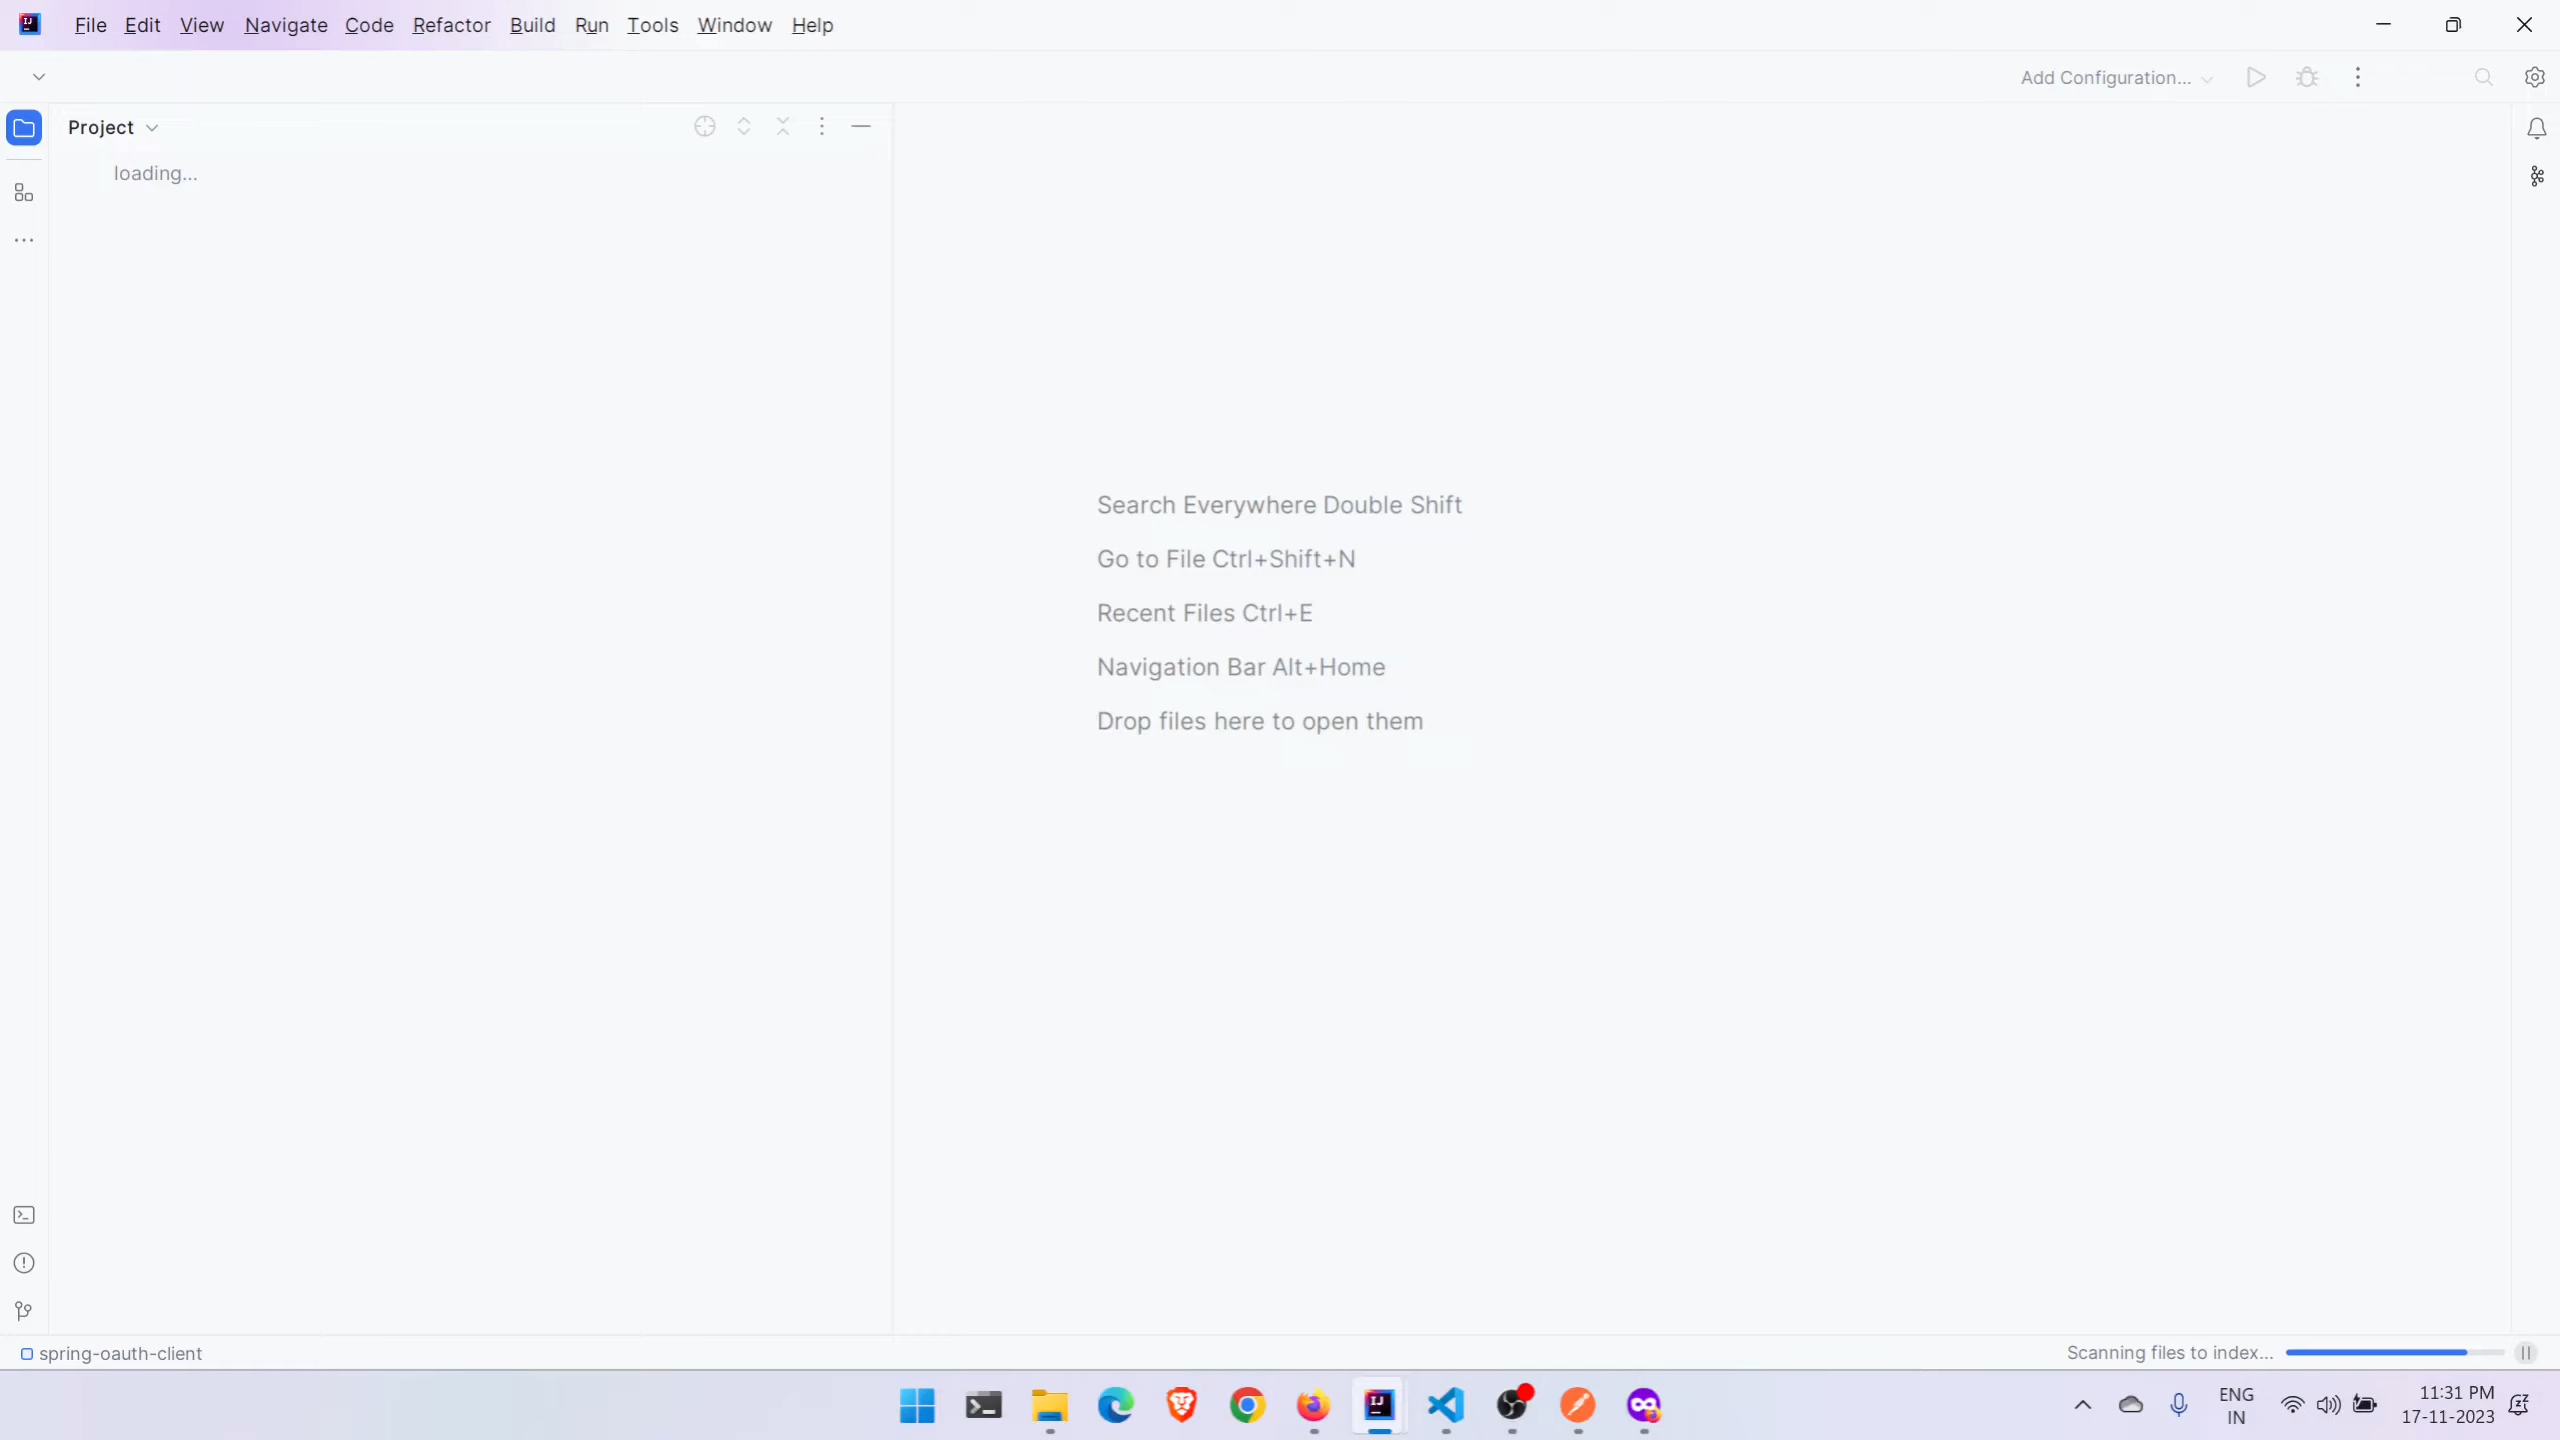 File Edit View Navigate Code Refactor Build Run Tools Window Help
Add Configuration...
Project
loading...
Search Everywhere Double Shift
Go to File Ctrl+Shift+N
Recent Files Ctrl+E
Navigation Bar Alt+Home
Drop files here to open them
spring-oauth-client
Scanning files to index...
ENG
IN
11:31 PM
17-11-2023